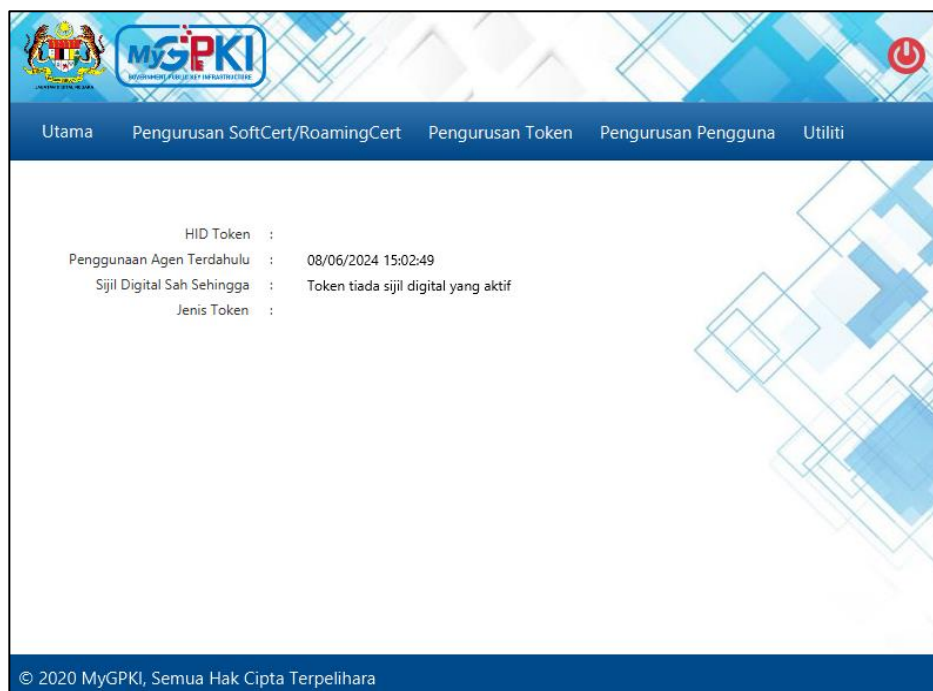 MyGPKI
GOVERNMENT PUBLIC KEY INFRASTRUCTURE
Utama Pengurusan SoftCert/RoamingCert Pengurusan Token Pengurusan Pengguna Utiliti
HID Token :
Penggunaan Agen Terdahulu : 08/06/2024 15:02:49
Sijil Digital Sah Sehingga : Token tiada sijil digital yang aktif
Jenis Token :
© 2020 MyGPKI, Semua Hak Cipta Terpelihara